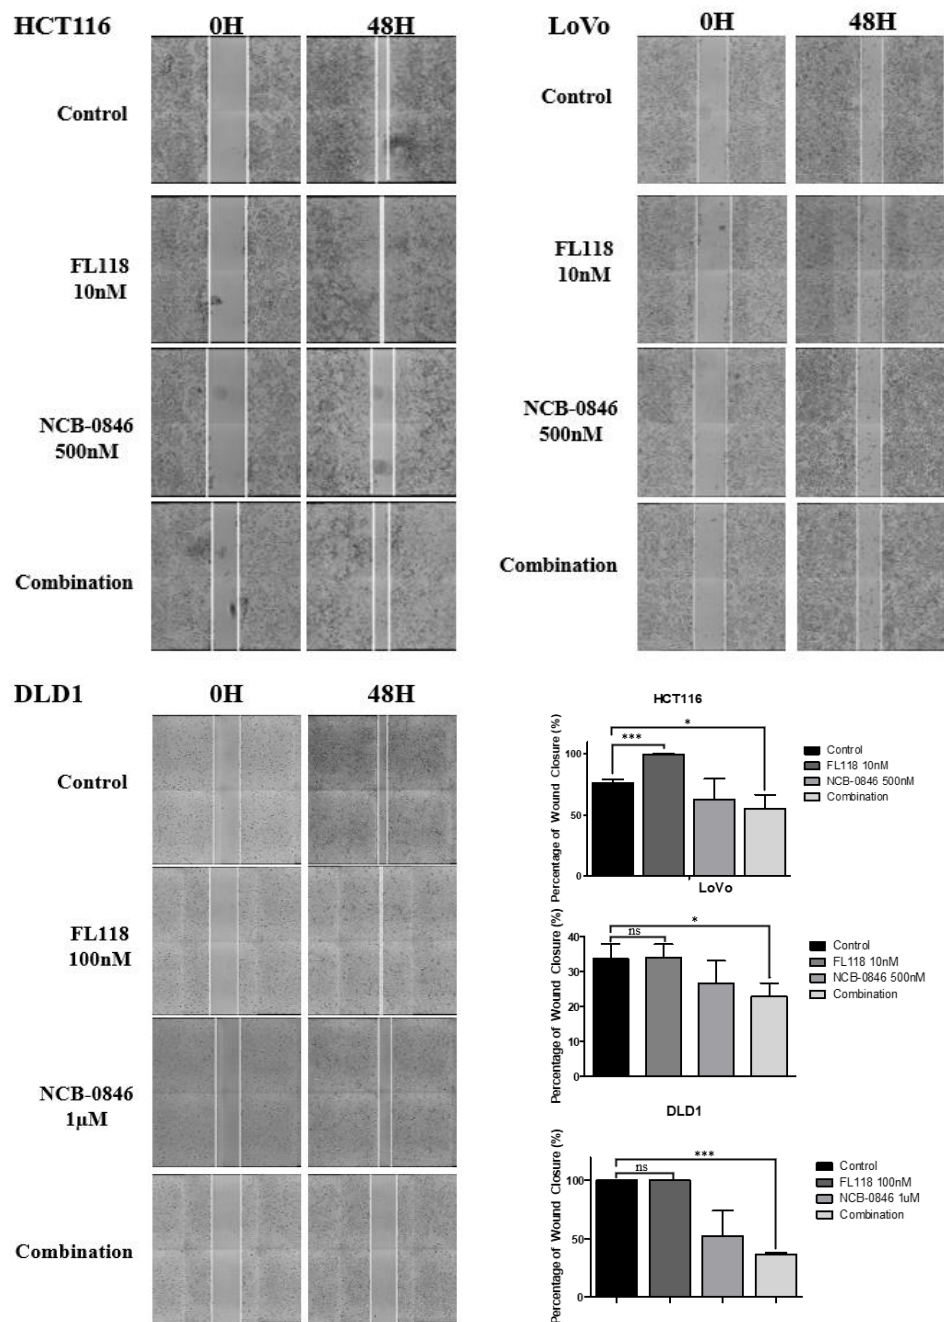 HCT116
0H
48H
Control
FL118
10nM
NCB-0846
500nM
Combination
LoVo
0H
48H
Control
FL118
10nM
NCB-0846
500nM
Combination
DLD1
0H
48H
Control
FL118
100nM
NCB-0846
1μM
Combination
HCT116
Percentage of Wound Closure (%)
100
50
0
***
*
Control
FL118 10nM
NCB-0846 500nM
Combination
LoVo
Percentage of Wound Closure (%)
40
30
20
10
0
ns
*
Control
FL118 10nM
NCB-0846 500nM
Combination
DLD1
Percentage of Wound Closure (%)
100
50
0
ns
***
Control
FL118 100nM
NCB-0846 1uM
Combination